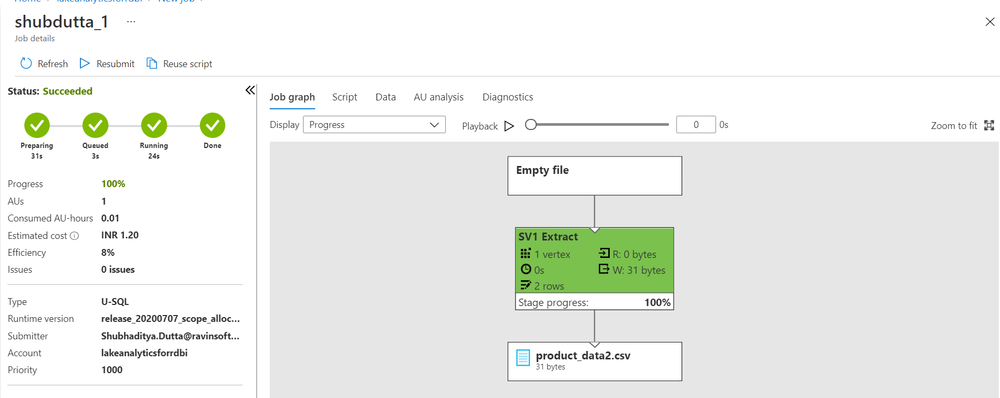 Home lakeanalyticsforrdbi New Job
shubdutta_1 ...
Job details
Refresh Resubmit Reuse script
Status: Succeeded
Preparing Queued Running Done
31s 3s 24s
Progress 100%
AUs 1
Consumed AU-hours 0.01
Estimated cost INR 1.20
Efficiency 8%
Issues 0 issues
Type U-SQL
Runtime version release_20200707_scope_alloc...
Submitter Shubhaditya.Dutta@ravinsoft...
Account lakeanalyticsforrdbi
Priority 1000
Job graph Script Data AU analysis Diagnostics
Display Progress Playback 0 0s Zoom to fit
Empty file
SV1 Extract
1 vertex R: 0 bytes
0s W: 31 bytes
2 rows
Stage progress: 100%
product_data2.csv
31 bytes